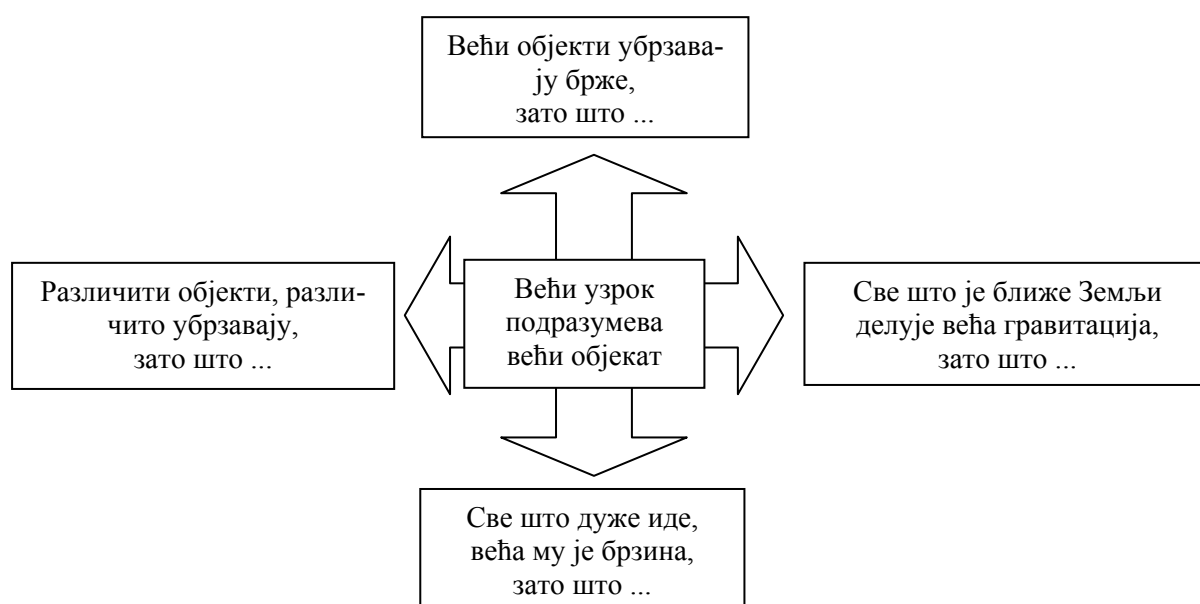 Већи објекти убрзава-
ју брже,
зато што ...
Различити објекти, разли-
чито убрзавају,
зато што ...
Већи узрок
подразумева
већи објекат
Све што је ближе Земљи
делује већа гравитација,
зато што ...
Све што дуже иде,
већа му је брзина,
зато што ...